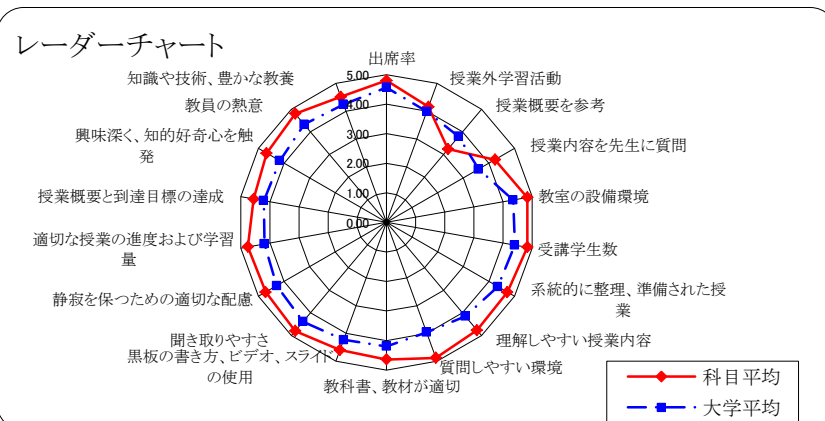 レーダーチャート
出席率
授業外学習活動
授業概要を参考
授業内容を先生に質問
教室の設備環境
受講学生数
系統的に整理、準備された授
業
理解しやすい授業内容
質問しやすい環境
教科書、教材が適切
黒板の書き方、ビデオ、スライド
の使用
聞き取りやすさ
静寂を保つための適切な配慮
適切な授業の進度および学習
量
授業概要と到達目標の達成
興味深く、知的好奇心を触
発
教員の熱意
知識や技術、豊かな教養
5.00
4.00
3.00
2.00
1.00
0.00
科目平均
大学平均